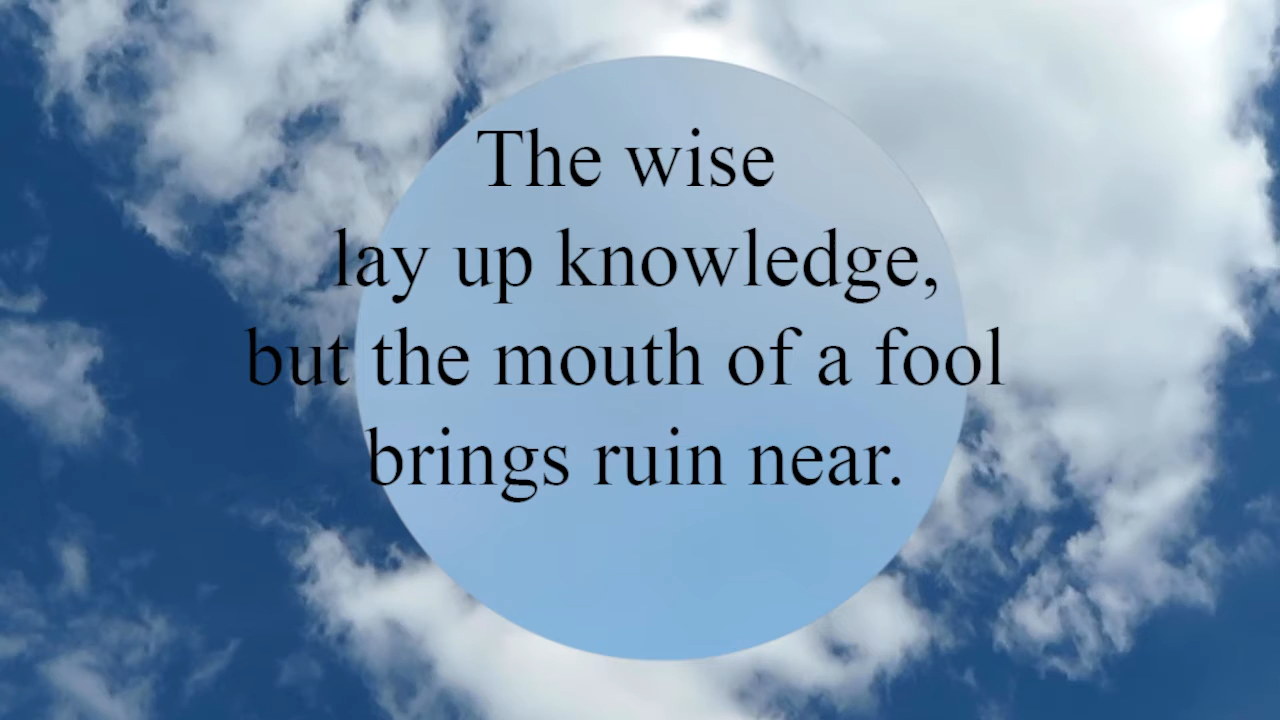 The wise
lay up knowledge,
but the mouth of a fool
brings ruin near.